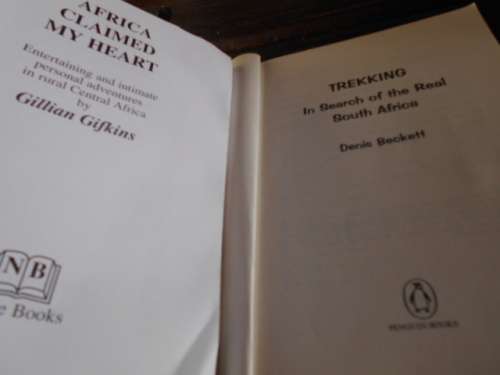 AFRICA
CLAIMED
MY HEART
Entertaining and intimate
personal adventures
in rural Central Africa
by
Gillian Gifkins
NB
e Books
TREKKING
In Search of the Real
South Africa
Denis Beckett
PENGUIN BOOKS